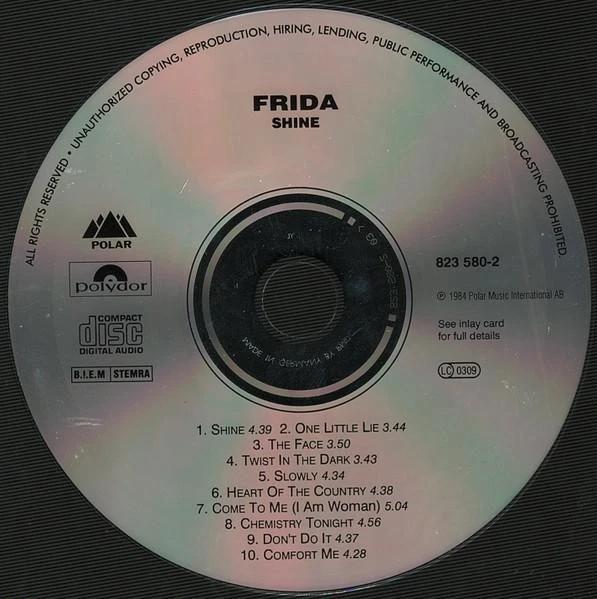 ALL RIGHTS RESERVED • UNAUTHORIZED COPYING, REPRODUCTION, HIRING, LENDING, PUBLIC PERFORMANCE AND BROADCASTING PROHIBITED.
FRIDA
SHINE
POLAR
polydor
COMPACT
disc
DIGITAL AUDIO
B.I.E.M STEMRA
823 580-2
℗ 1984 Polar Music International AB
See inlay card
for full details
LC 0309
MADE IN GERMANY BY
1. SHINE 4.39 2. ONE LITTLE LIE 3.44
3. THE FACE 3.50
4. TWIST IN THE DARK 3.43
5. SLOWLY 4.34
6. HEART OF THE COUNTRY 4.38
7. COME TO ME (I AM WOMAN) 5.04
8. CHEMISTRY TONIGHT 4.56
9. DON'T DO IT 4.37
10. COMFORT ME 4.28